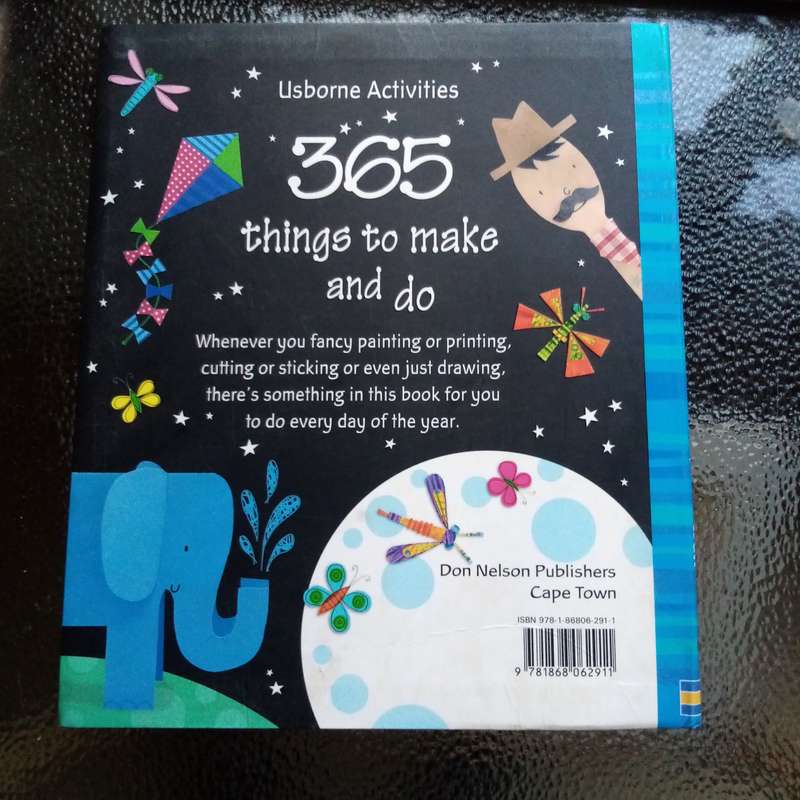 Usborne Activities
365
things to make
and do
Whenever you fancy painting or printing,
cutting or sticking or even just drawing,
there's something in this book for you
to do every day of the year.
Don Nelson Publishers
Cape Town
ISBN 978-1-86806-291-1
9 781868 062911